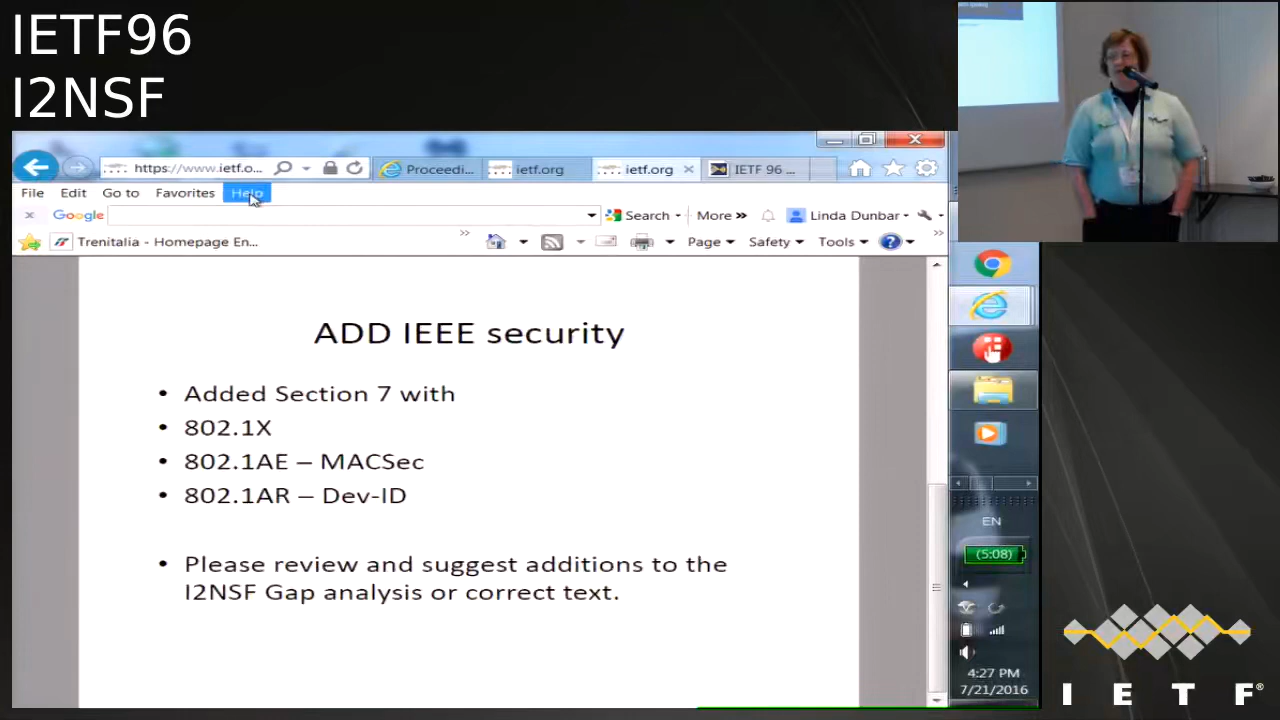 IETF96
I2NSF
https://www.ietf.o...
Proceedi...
ietf.org
ietf.org
IETF 96 ...
File Edit Go to Favorites Help
Google
Search
More »
Linda Dunbar
Trenitalia - Homepage En...
Page
Safety
Tools
ADD IEEE security
• Added Section 7 with
• 802.1X
• 802.1AE – MACSec
• 802.1AR – Dev-ID
• Please review and suggest additions to the
I2NSF Gap analysis or correct text.
EN
(5:08)
4:27 PM
7/21/2016
I E T F®